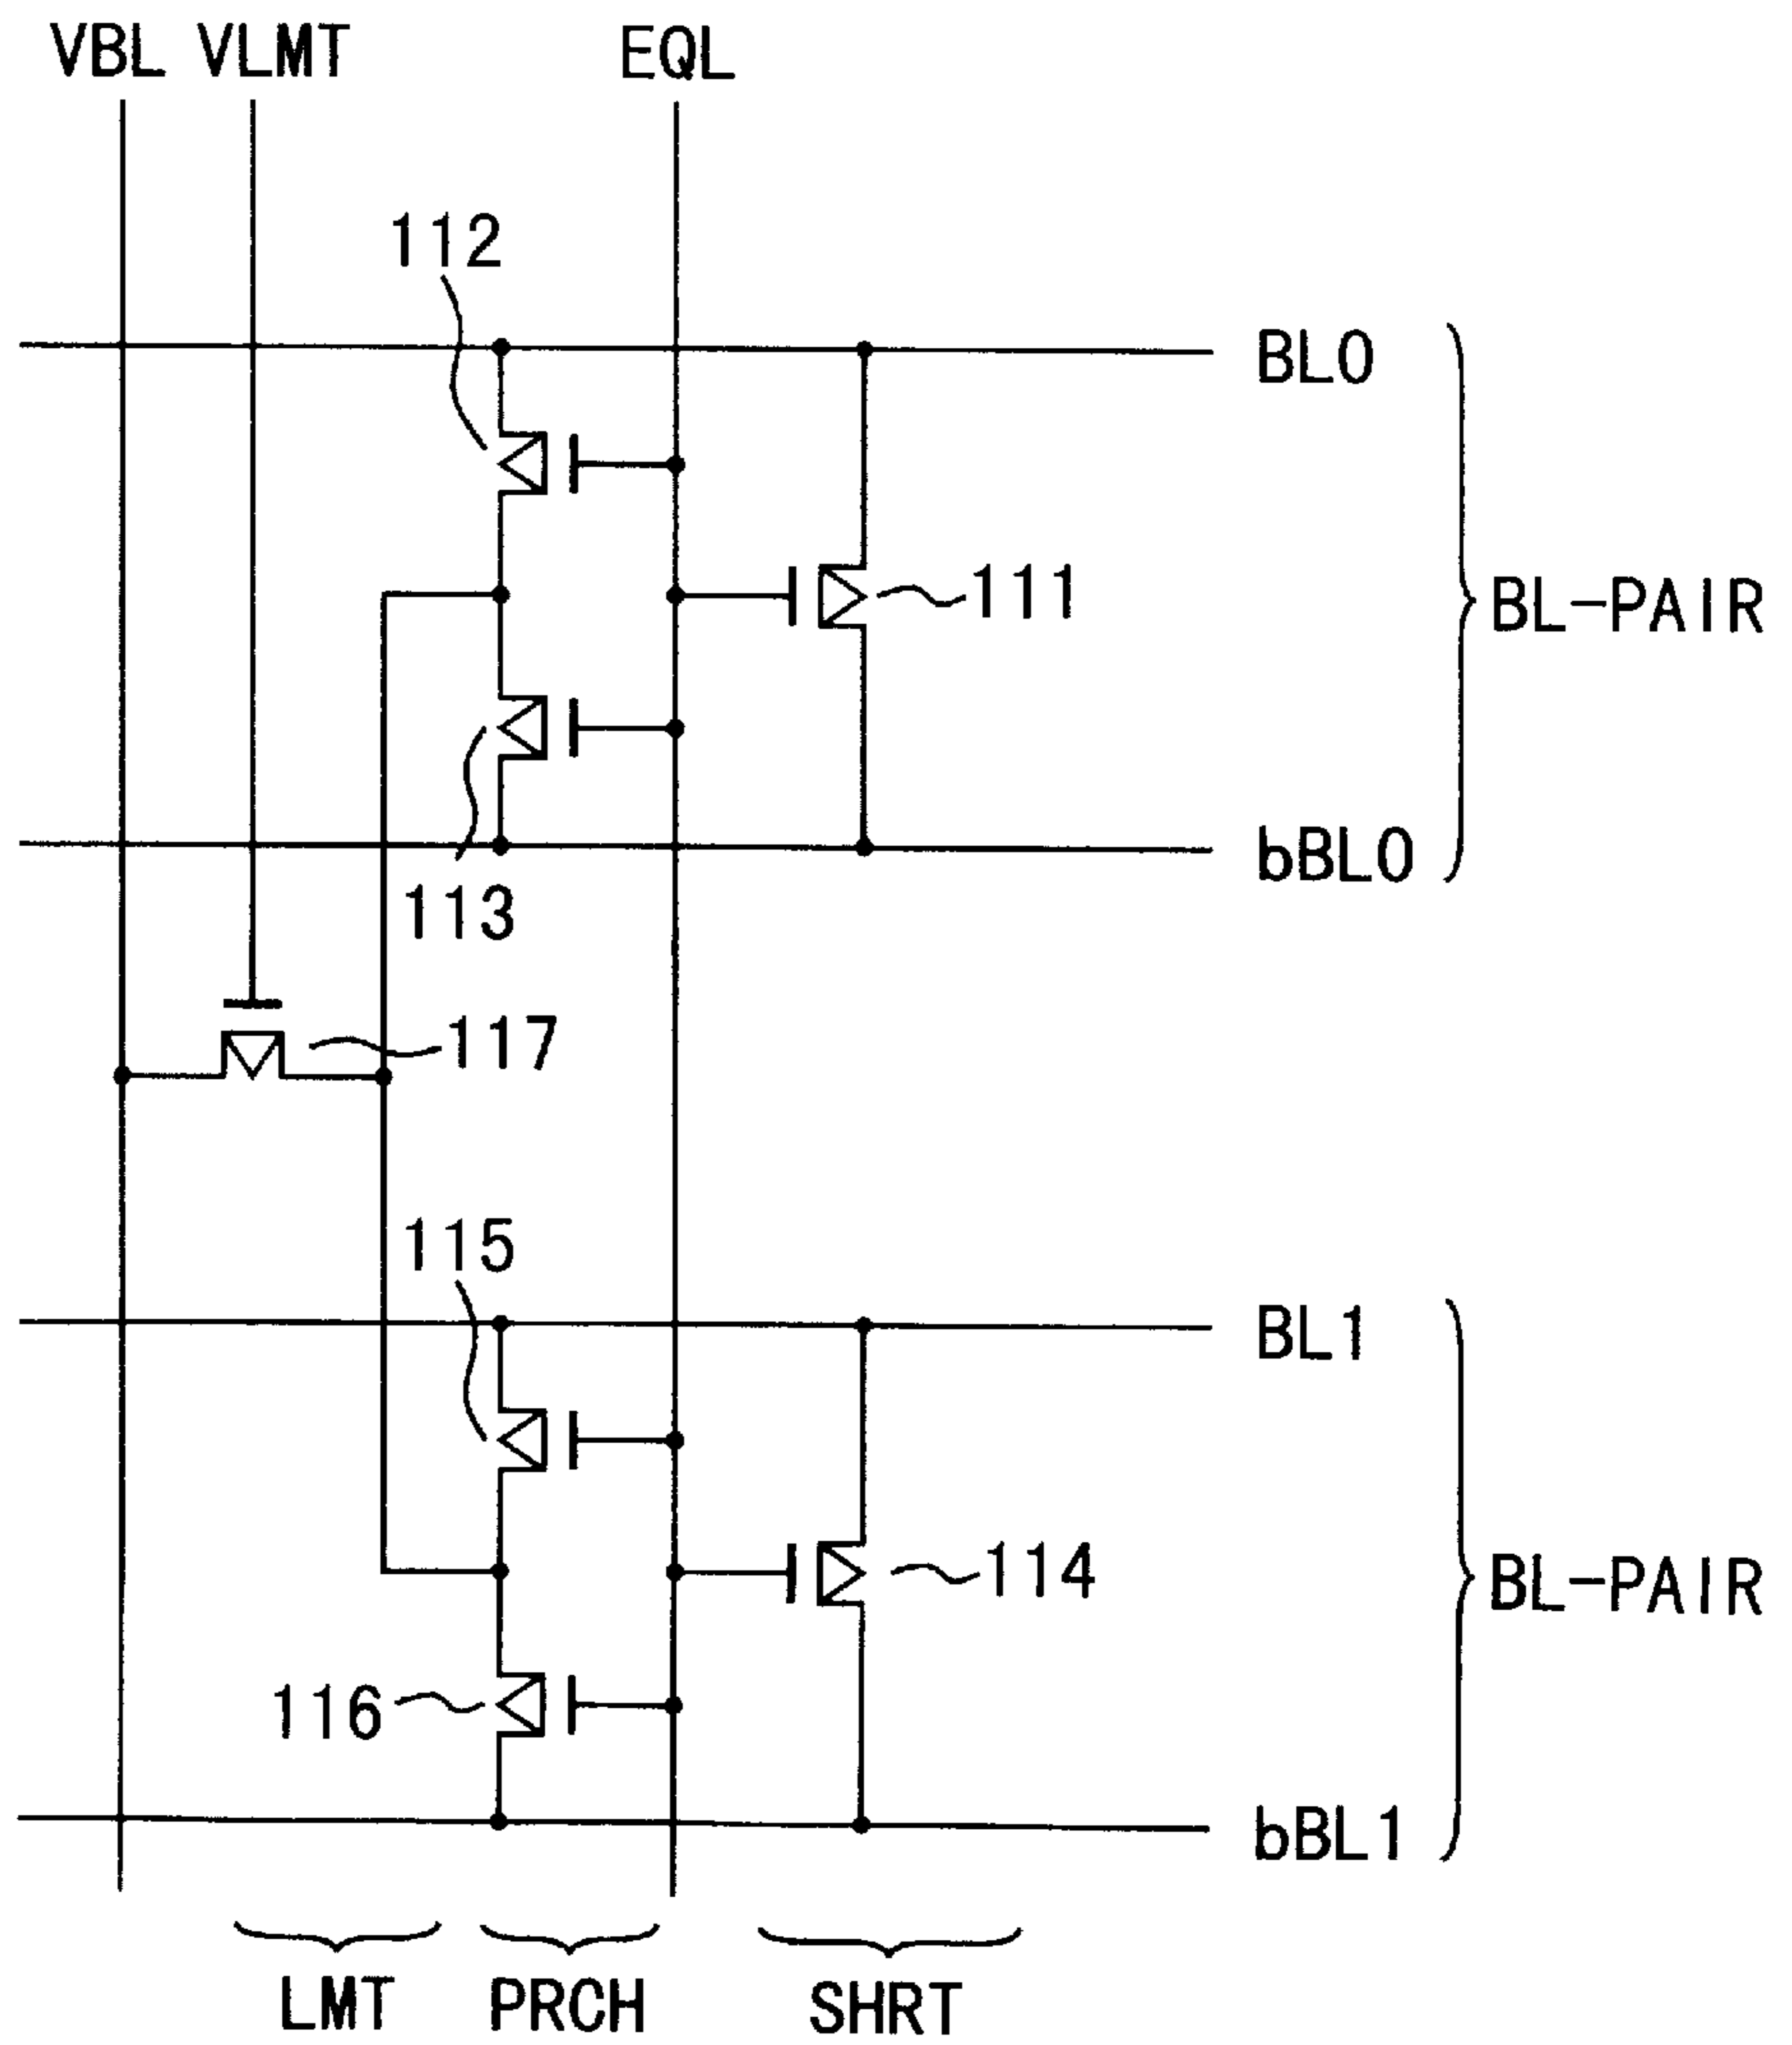 VBL VLMT EQL
112
BL0
111
BL-PAIR
bBL0
113
117
115
BL1
114
BL-PAIR
116
bBL1
LMT PRCH SHRT